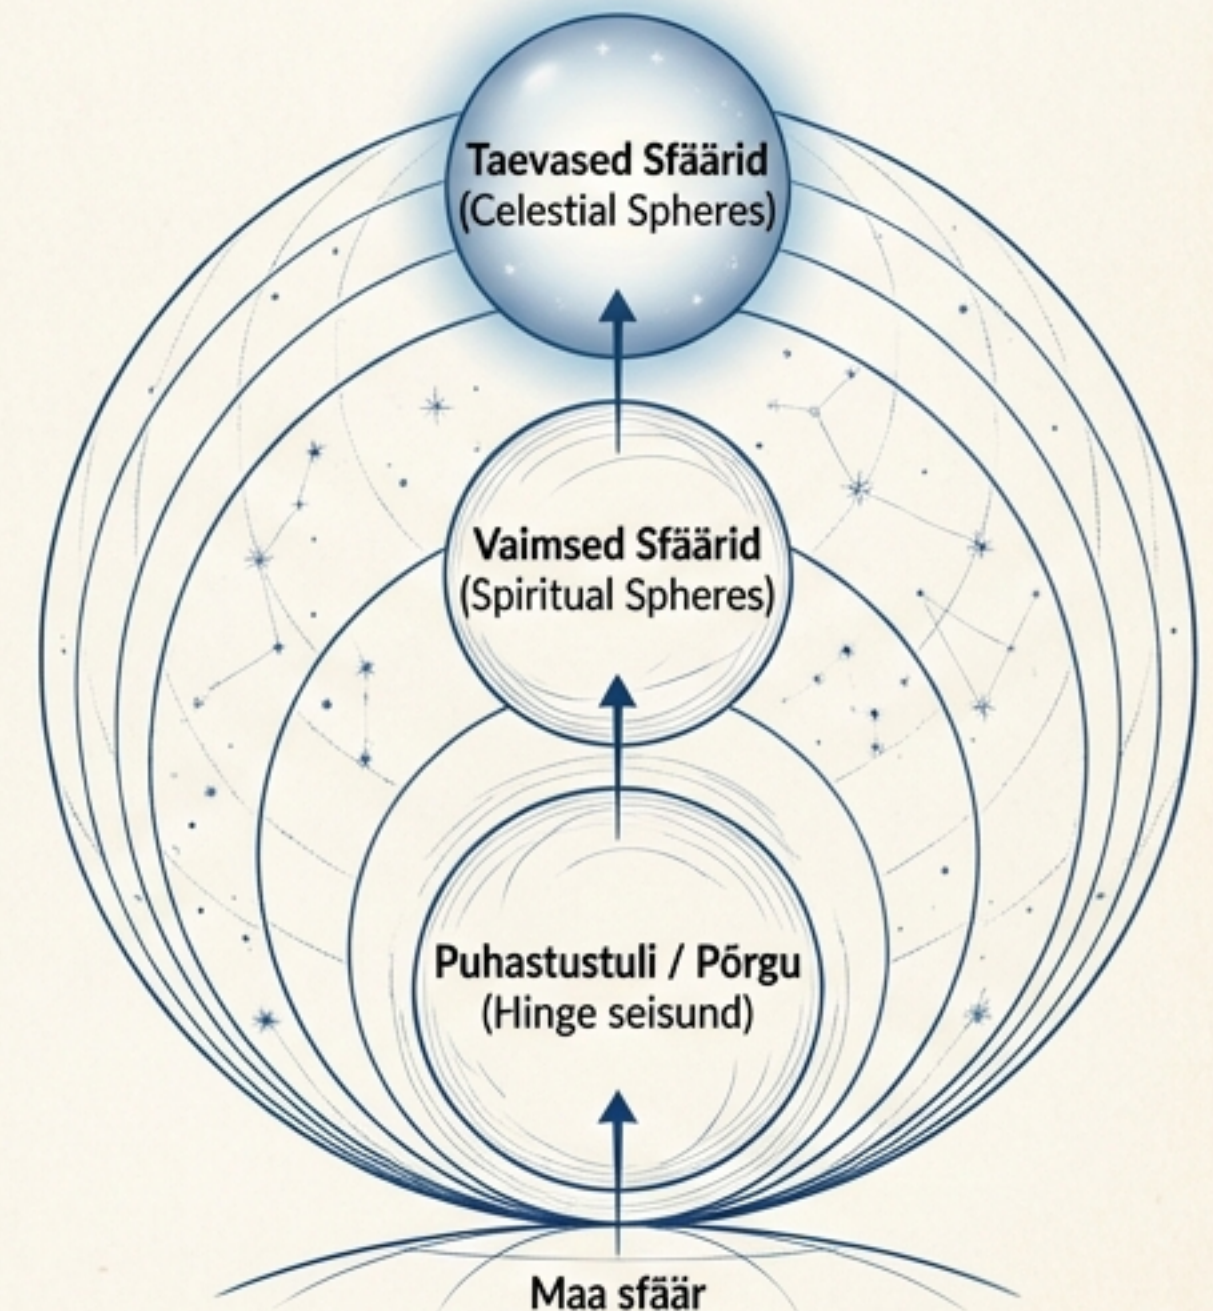 Taevased Sfäärid
(Celestial Spheres)
Vaimsed Sfäärid
(Spiritual Spheres)
Puhastustuli / Põrgu
(Hinge seisund)
Maa sfäär